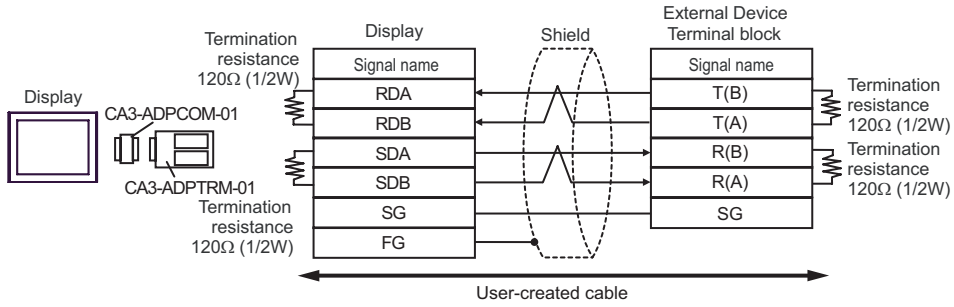 External Device
Terminal block
Display
Shield
Termination
resistance
120Ω (1/2W)
Signal name
Signal name
RDA
T(B)
Termination
resistance
120Ω (1/2W)
Display
CA3-ADPCOM-01
RDB
T(A)
SDA
R(B)
Termination
resistance
120Ω (1/2W)
CA3-ADPTRM-01
SDB
R(A)
Termination
resistance
120Ω (1/2W)
SG
SG
FG
User-created cable